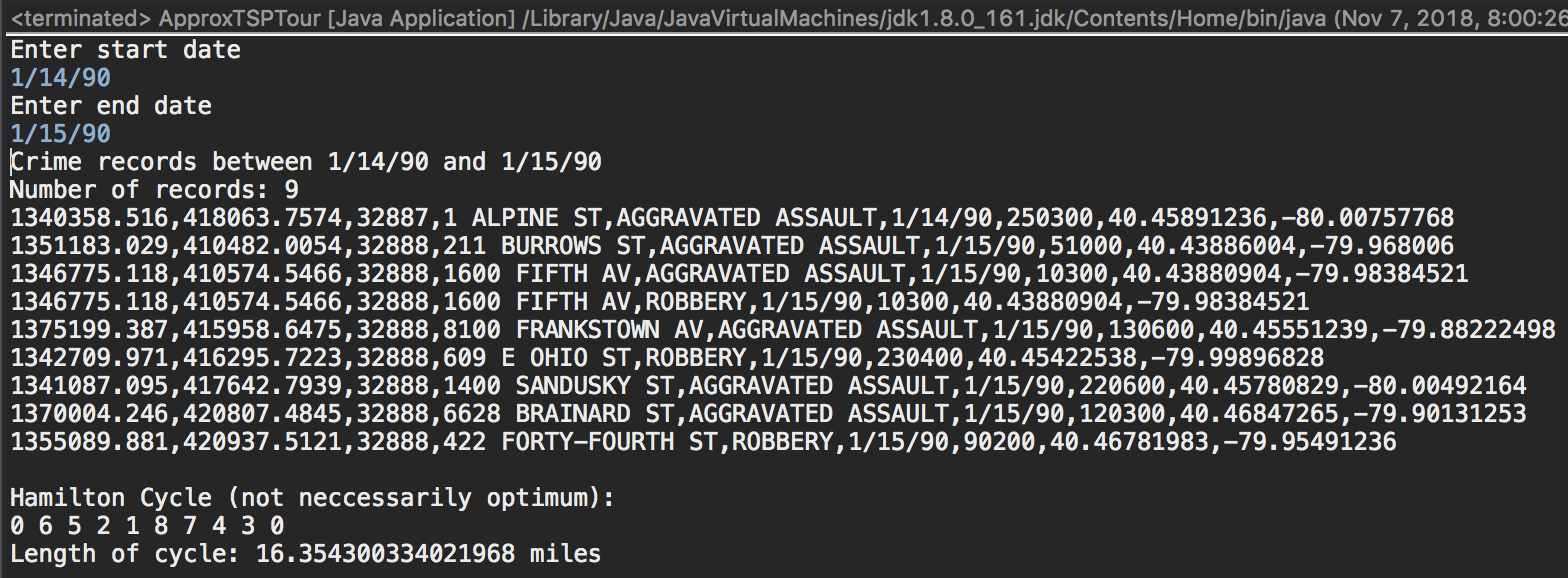 <terminated> ApproxTSPTour [Java Application] /Library/Java/JavaVirtualMachines/jdk1.8.0_161.jdk/Contents/Home/bin/java (Nov 7, 2018, 8:00:26
Enter start date
1/14/90
Enter end date
1/15/90
Crime records between 1/14/90 and 1/15/90
Number of records: 9
1340358.516,418063.7574,32887,1 ALPINE ST,AGGRAVATED ASSAULT,1/14/90,250300,40.45891236,-80.00757768
1351183.029,410482.0054,32888,211 BURROWS ST,AGGRAVATED ASSAULT,1/15/90,51000,40.43886004,-79.968006
1346775.118,410574.5466,32888,1600 FIFTH AV,AGGRAVATED ASSAULT,1/15/90,10300,40.43880904,-79.98384521
1346775.118,410574.5466,32888,1600 FIFTH AV,ROBBERY,1/15/90,10300,40.43880904,-79.98384521
1375199.387,415958.6475,32888,8100 FRANKSTOWN AV,AGGRAVATED ASSAULT,1/15/90,130600,40.45551239,-79.88222498
1342709.971,416295.7223,32888,609 E OHIO ST,ROBBERY,1/15/90,230400,40.45422538,-79.99896828
1341087.095,417642.7939,32888,1400 SANDUSKY ST,AGGRAVATED ASSAULT,1/15/90,220600,40.45780829,-80.00492164
1370004.246,420807.4845,32888,6628 BRAINARD ST,AGGRAVATED ASSAULT,1/15/90,120300,40.46847265,-79.90131253
1355089.881,420937.5121,32888,422 FORTY-FOURTH ST,ROBBERY,1/15/90,90200,40.46781983,-79.95491236
Hamilton Cycle (not neccessarily optimum):
0 6 5 2 1 8 7 4 3 0
Length of cycle: 16.354300334021968 miles